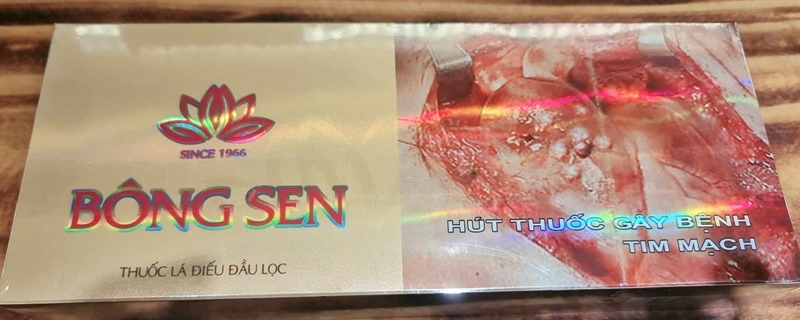 SINCE 1966
BÔNG SEN
THUỐC LÁ ĐIẾU ĐẦU LỌC
HÚT THUỐC GÂY BỆNH
TIM MẠCH